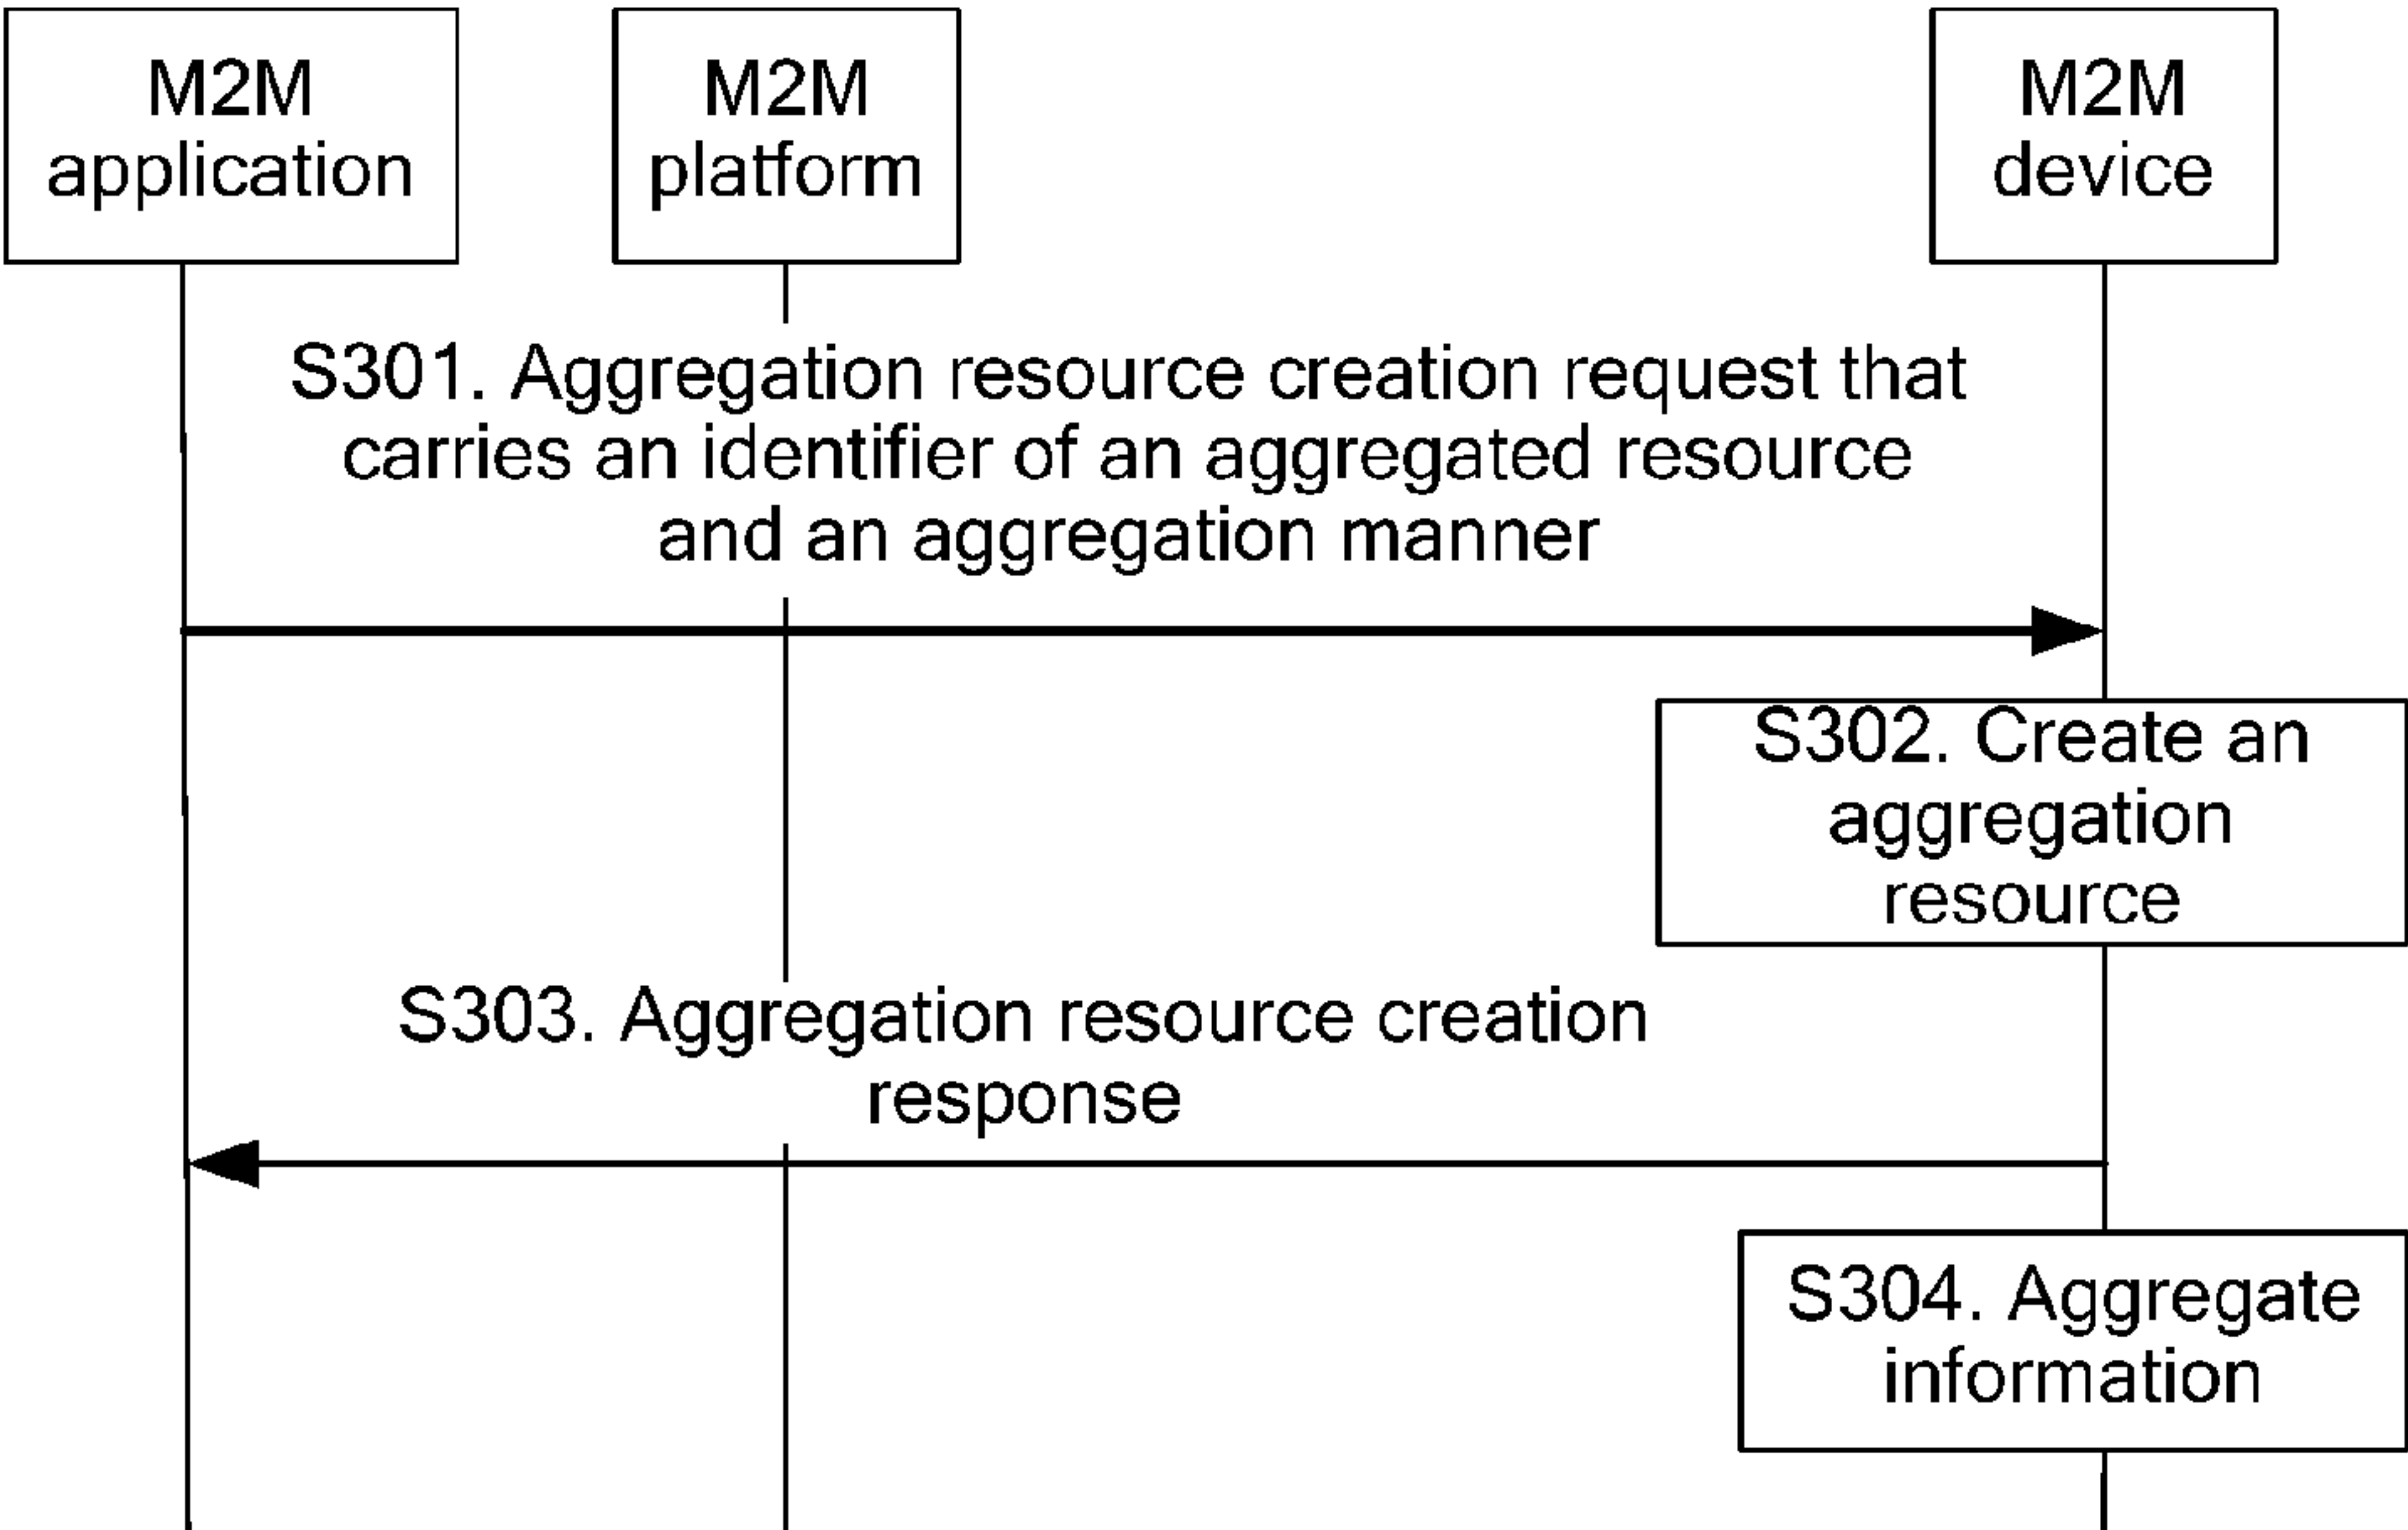 M2M
application
M2M
platform
M2M
device
S301. Aggregation resource creation request that
carries an identifier of an aggregated resource
and an aggregation manner
S302. Create an
aggregation
resource
S303. Aggregation resource creation
response
S304. Aggregate
information